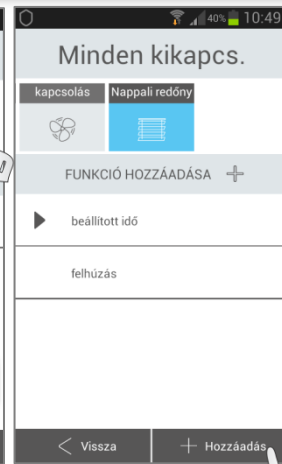 40% 10:49
Minden kikapcs.
kapcsolás Nappali redőny
FUNKCIÓ HOZZÁADÁSA
beállított idő
felhúzás
Vissza Hozzáadás